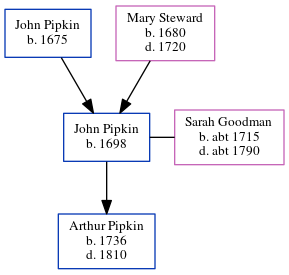 John Pipkin
b. 1675
Mary Steward
b. 1680
d. 1720
John Pipkin
b. 1698
Sarah Goodman
b. abt 1715
d. abt 1790
Arthur Pipkin
b. 1736
d. 1810